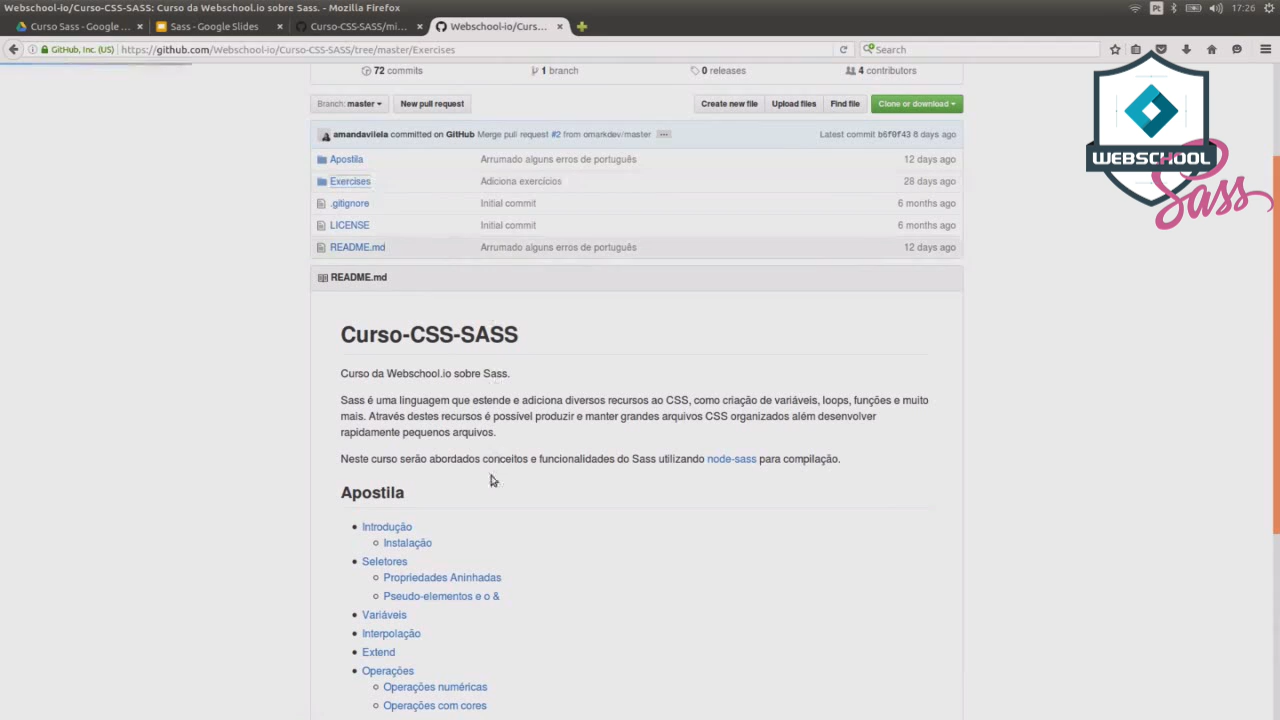 Webschool-io/Curso-CSS-SASS: Curso da Webschool.io sobre Sass. - Mozilla Firefox
Pt 17:26
Curso Sass - Google ... × Sass - Google Slides × Curso-CSS-SASS/mi... × Webschool-io/Curs... ×
GitHub, Inc. (US) https://github.com/Webschool-io/Curso-CSS-SASS/tree/master/Exercises Search
72 commits 1 branch 0 releases 4 contributors
Branch: master New pull request Create new file Upload files Find file Clone or download
amandavilela committed on GitHub Merge pull request #2 from omarkdev/master ... Latest commit b6f0f43 8 days ago
Apostila Arrumado alguns erros de português 12 days ago
Exercises Adiciona exercícios 28 days ago
.gitignore Initial commit 6 months ago
LICENSE Initial commit 6 months ago
README.md Arrumado alguns erros de português 12 days ago
WEBSCHOOL
Sass
README.md
Curso-CSS-SASS
Curso da Webschool.io sobre Sass.
Sass é uma linguagem que estende e adiciona diversos recursos ao CSS, como criação de variáveis, loops, funções e muito
mais. Através destes recursos é possível produzir e manter grandes arquivos CSS organizados além desenvolver
rapidamente pequenos arquivos.
Neste curso serão abordados conceitos e funcionalidades do Sass utilizando node-sass para compilação.
Apostila
Introdução
Instalação
Seletores
Propriedades Aninhadas
Pseudo-elementos e o &
Variáveis
Interpolação
Extend
Operações
Operações numéricas
Operações com cores